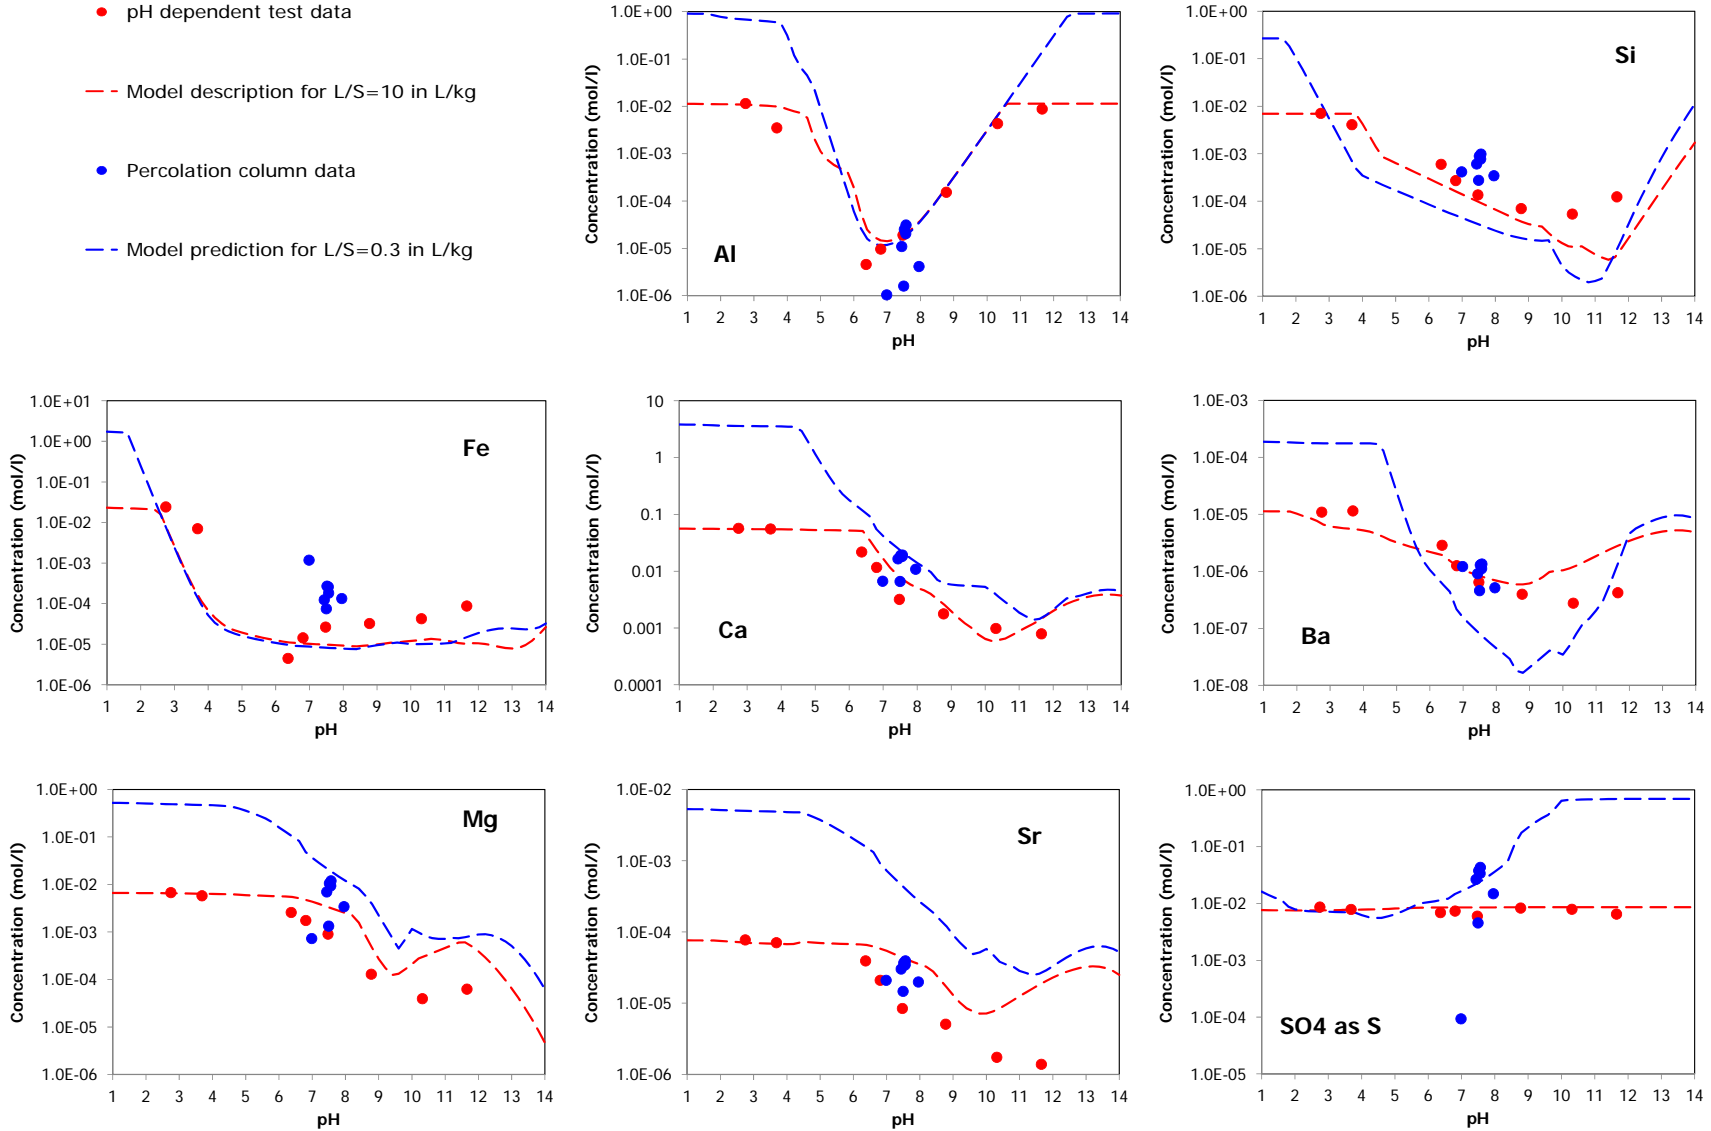 pH dependent test data
Model description for L/S=10 in L/kg
Percolation column data
Model prediction for L/S=0.3 in L/kg
1.0E+00
1.0E-01
1.0E-02
1.0E-03
1.0E-04
1.0E-05
1.0E-06
Concentration (mol/l)
Al
1 2 3 4 5 6 7 8 9 10 11 12 13 14
pH
1.0E+00
1.0E-01
1.0E-02
1.0E-03
1.0E-04
1.0E-05
1.0E-06
Concentration (mol/l)
Si
1 2 3 4 5 6 7 8 9 10 11 12 13 14
pH
1.0E+01
1.0E+00
1.0E-01
1.0E-02
1.0E-03
1.0E-04
1.0E-05
1.0E-06
Concentration (mol/l)
Fe
1 2 3 4 5 6 7 8 9 10 11 12 13 14
pH
10
1
0.1
0.01
0.001
0.0001
Concentration (mol/l)
Ca
1 2 3 4 5 6 7 8 9 10 11 12 13 14
pH
1.0E-03
1.0E-04
1.0E-05
1.0E-06
1.0E-07
1.0E-08
Concentration (mol/l)
Ba
1 2 3 4 5 6 7 8 9 10 11 12 13 14
pH
1.0E+00
1.0E-01
1.0E-02
1.0E-03
1.0E-04
1.0E-05
1.0E-06
Concentration (mol/l)
Mg
1 2 3 4 5 6 7 8 9 10 11 12 13 14
pH
1.0E-02
1.0E-03
1.0E-04
1.0E-05
1.0E-06
Concentration (mol/l)
Sr
1 2 3 4 5 6 7 8 9 10 11 12 13 14
pH
1.0E+00
1.0E-01
1.0E-02
1.0E-03
1.0E-04
1.0E-05
Concentration (mol/l)
SO4 as S
1 2 3 4 5 6 7 8 9 10 11 12 13 14
pH